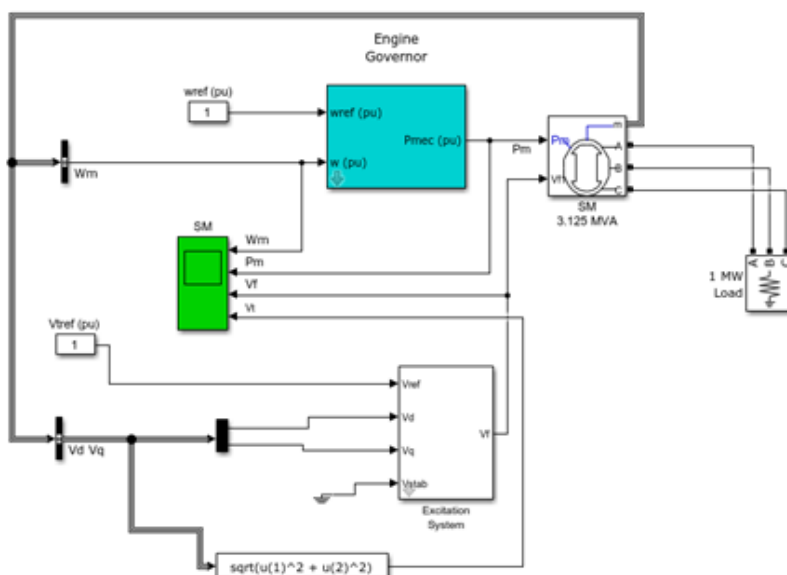 Engine
Governor
wref (pu)
1
wref (pu)
Pmec (pu)
w (pu)
Wm
Pm
m
Pm
A
B
Vf
C
SM
3.125 MVA
SM
Wm
Pm
Vf
Vt
A B C
1 MW
Load
Vtref (pu)
1
Vref
Vd
Vf
Vq
Vstab
Excitation
System
Vd Vq
sqrt(u(1)^2 + u(2)^2)